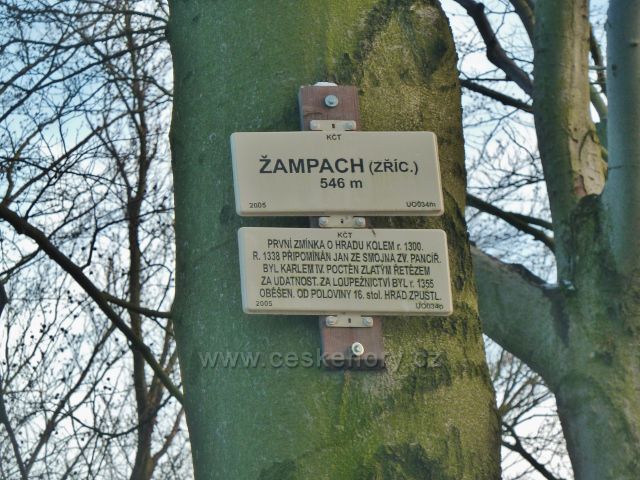 KČT
ŽAMPACH (ZŘÍC.)
546 m
2005 UO034m
KČT
PRVNÍ ZMÍNKA O HRADU KOLEM r. 1300.
R. 1338 PŘIPOMÍNÁN JAN ZE SMOJNA ZV. PANCÍŘ.
BYL KARLEM IV. POCTĚN ZLATÝM ŘETĚZEM
ZA UDATNOST. ZA LOUPEŽNICTVÍ BYL r. 1355
OBĚŠEN. OD POLOVINY 16. stol. HRAD ZPUSTL.
2005 UO034n
www.ceskehory.cz